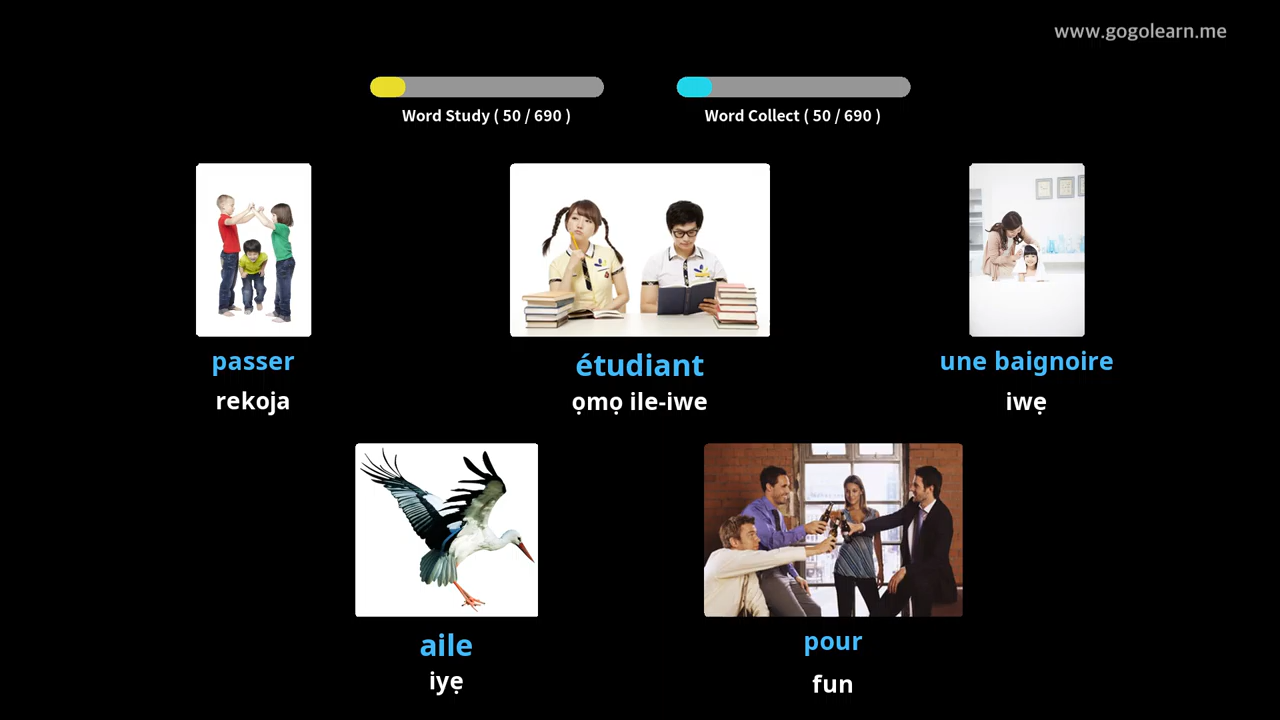 www.gogolearn.me
Word Study ( 50 / 690 )
Word Collect ( 50 / 690 )
passer
rekoja
étudiant
ọmọ ile-iwe
une baignoire
iwẹ
aile
iyẹ
pour
fun